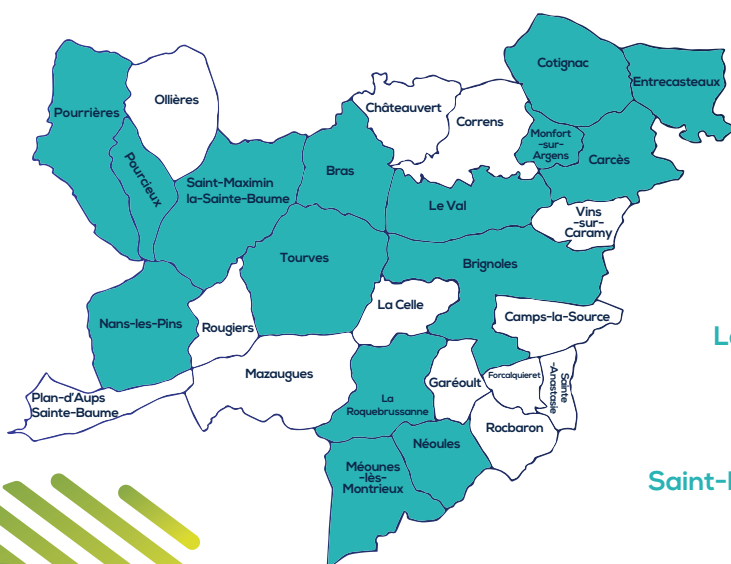 Cotignac
Entrecasteaux
Pourrières
Ollières
Châteauvert
Correns
Monfort
-sur-
Argens
Carcès
Pourcieux
Saint-Maximin
la-Sainte-Baume
Bras
Le Val
Vins
-sur-
Caramy
Tourves
Brignoles
Nans-les-Pins
Rougiers
La Celle
Camps-la-Source
Mazaugues
Garéoult
Forcalquieret
Sainte
-Anastasie
Plan-d'Aups
Sainte-Baume
La
Roquebrussanne
Rocbaron
Néoules
Méounes
-lès-
Montrieux